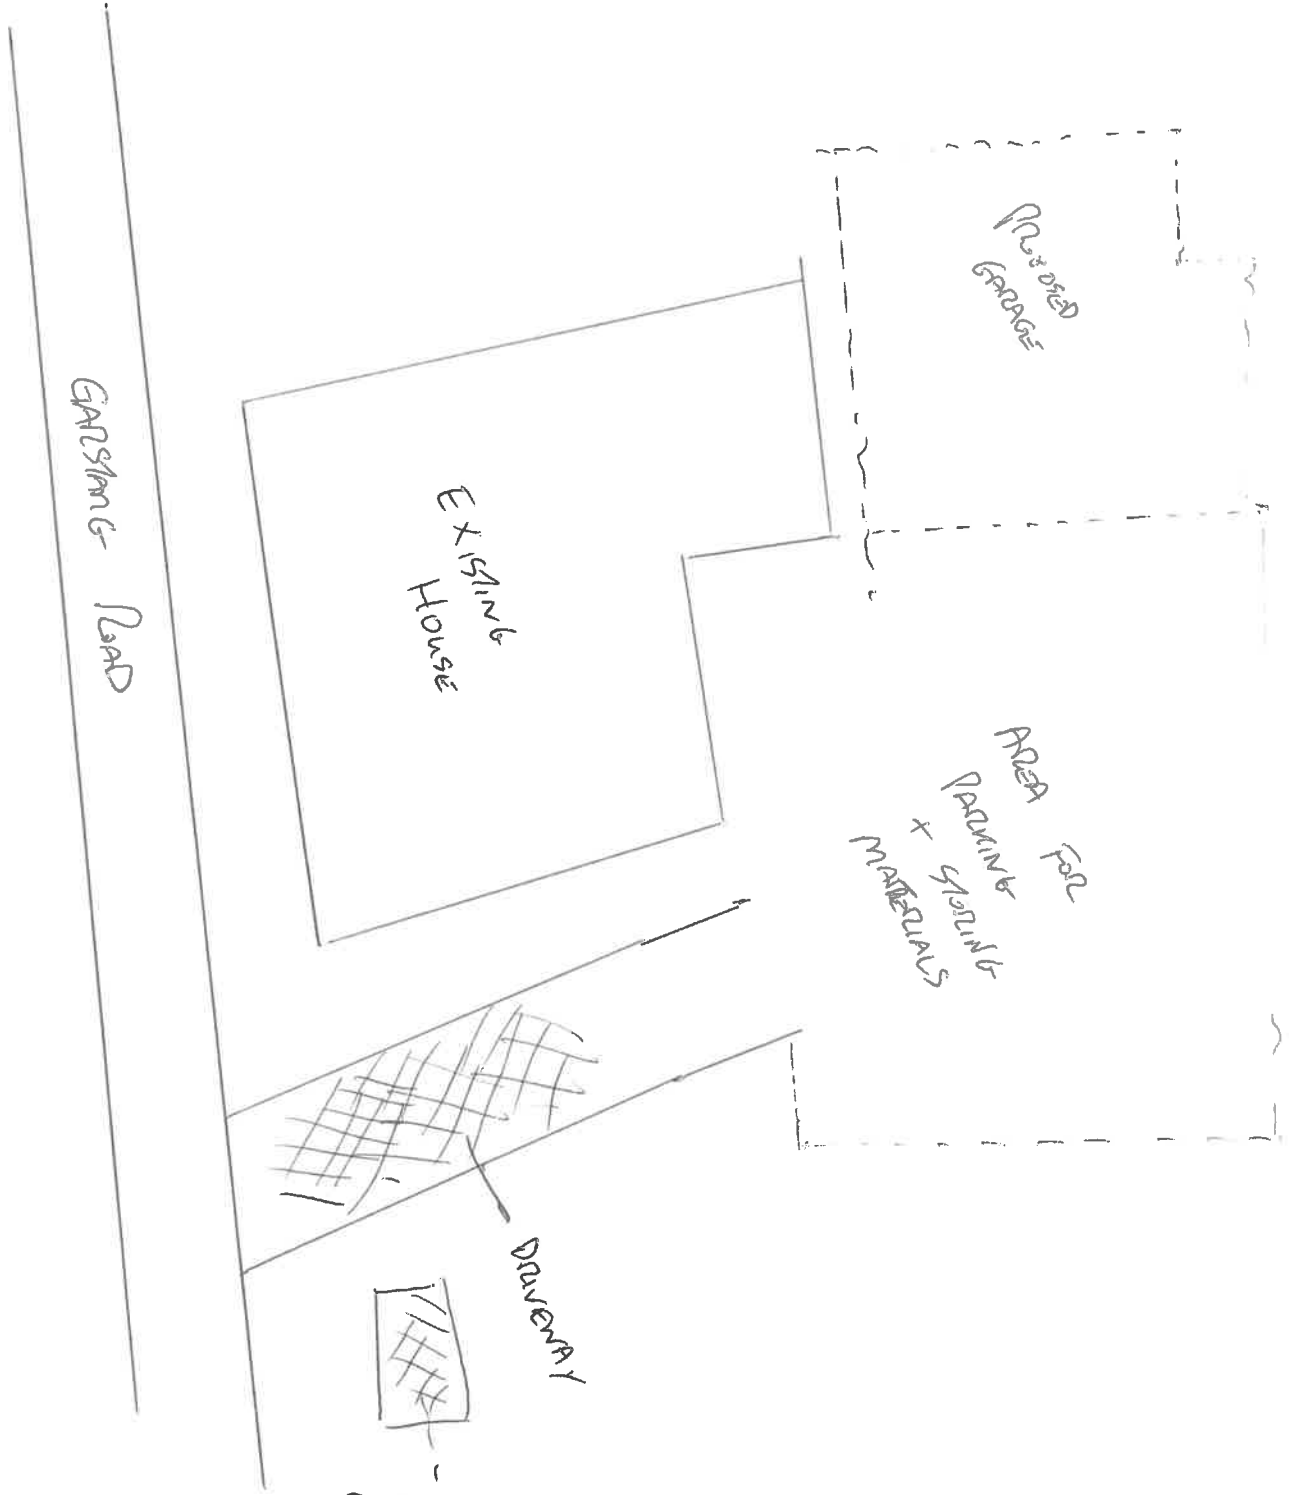 GARSTANG ROAD
EXISTING
HOUSE
PROPOSED
GARAGE
AREA FOR
PARKING
+ STORING
MATERIALS
DRIVEWAY